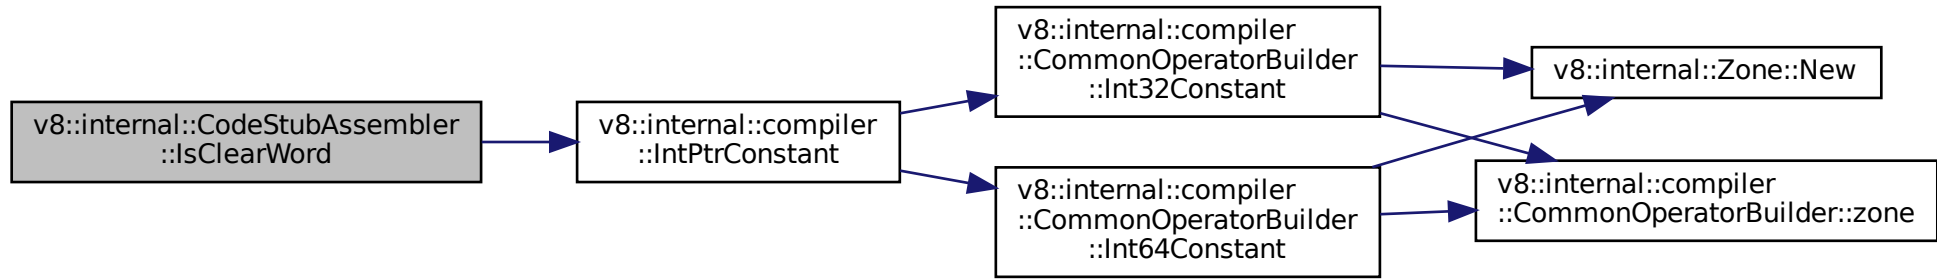 v8::internal::CodeStubAssembler
::IsClearWord
v8::internal::compiler
::IntPtrConstant
v8::internal::compiler
::CommonOperatorBuilder
::Int32Constant
v8::internal::compiler
::CommonOperatorBuilder
::Int64Constant
v8::internal::Zone::New
v8::internal::compiler
::CommonOperatorBuilder::zone